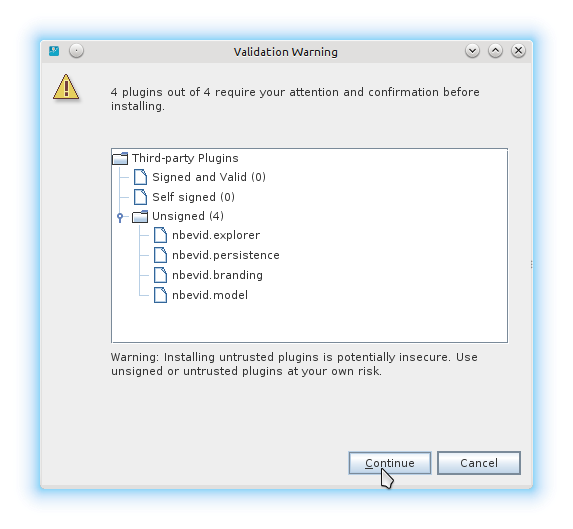 Validation Warning
4 plugins out of 4 require your attention and confirmation before
installing.
Third-party Plugins
Signed and Valid (0)
Self signed (0)
Unsigned (4)
nbevid.explorer
nbevid.persistence
nbevid.branding
nbevid.model
Warning: Installing untrusted plugins is potentially insecure. Use
unsigned or untrusted plugins at your own risk.
Continue
Cancel